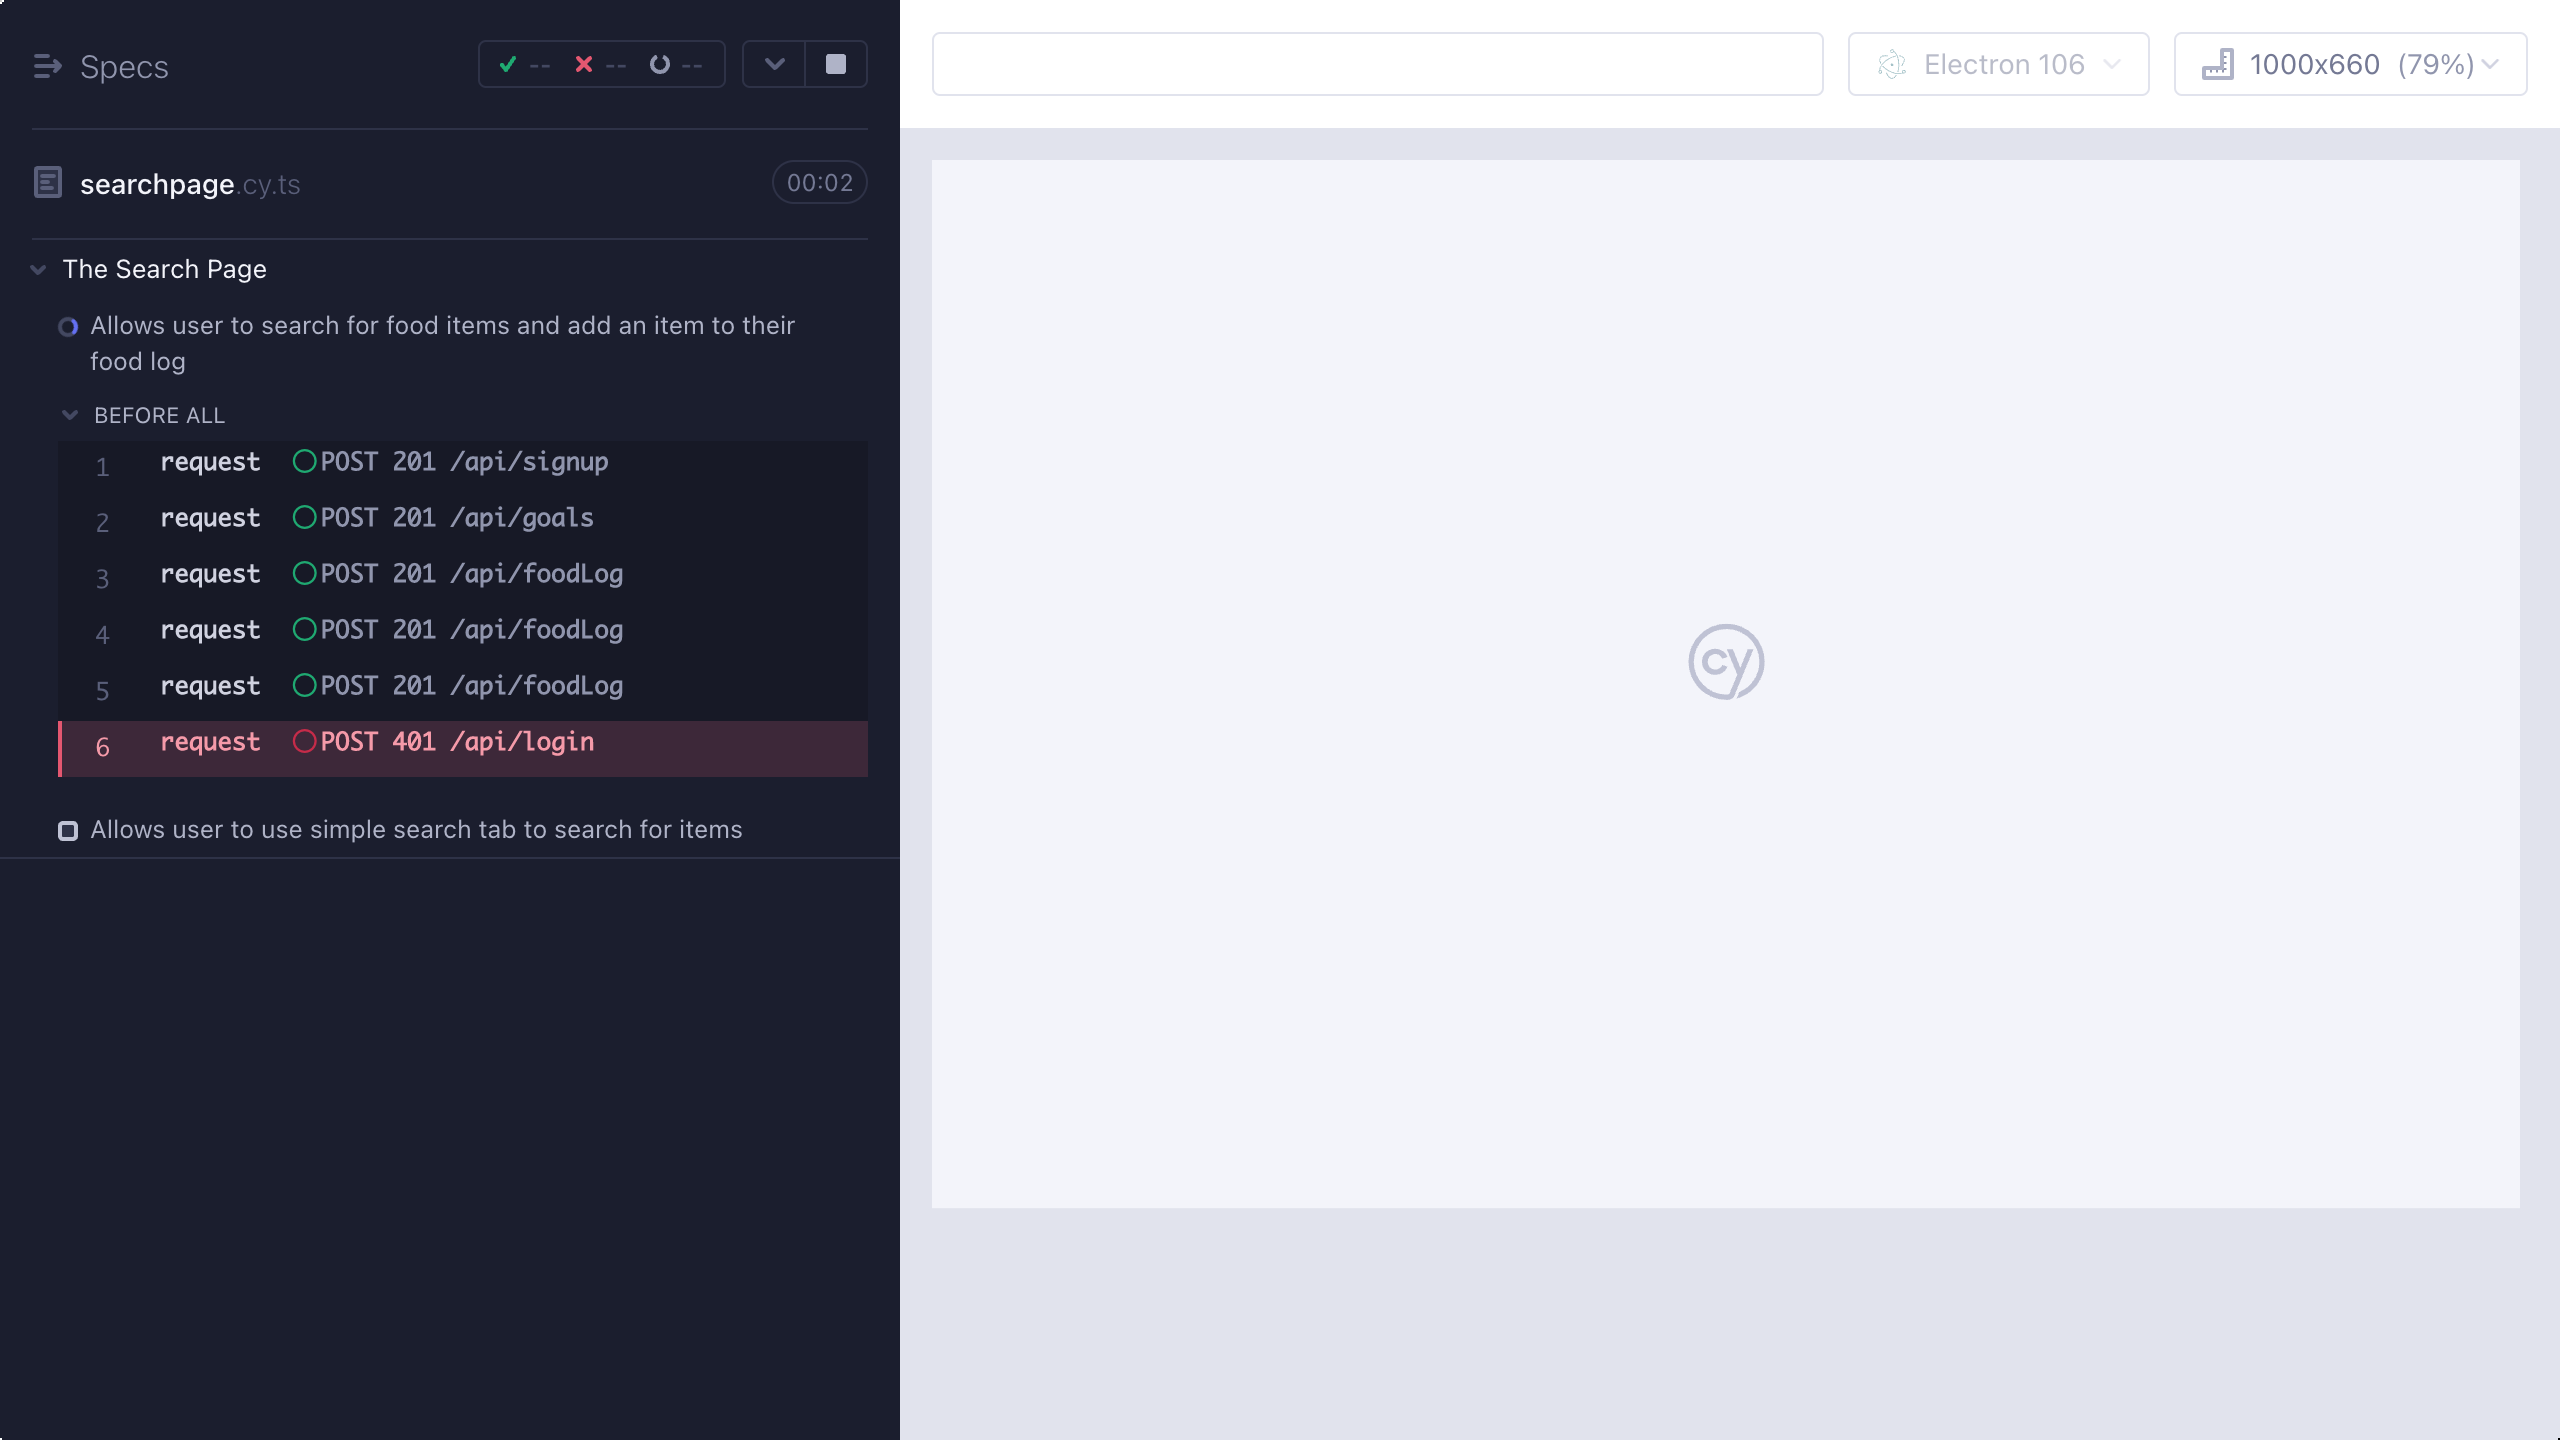 Specs -- -- --
searchpage.cy.ts 00:02
The Search Page
Allows user to search for food items and add an item to their
food log
BEFORE ALL
1 request POST 201 /api/signup
2 request POST 201 /api/goals
3 request POST 201 /api/foodLog
4 request POST 201 /api/foodLog
5 request POST 201 /api/foodLog
6 request POST 401 /api/login
Allows user to use simple search tab to search for items
Electron 106
1000x660 (79%)
cy